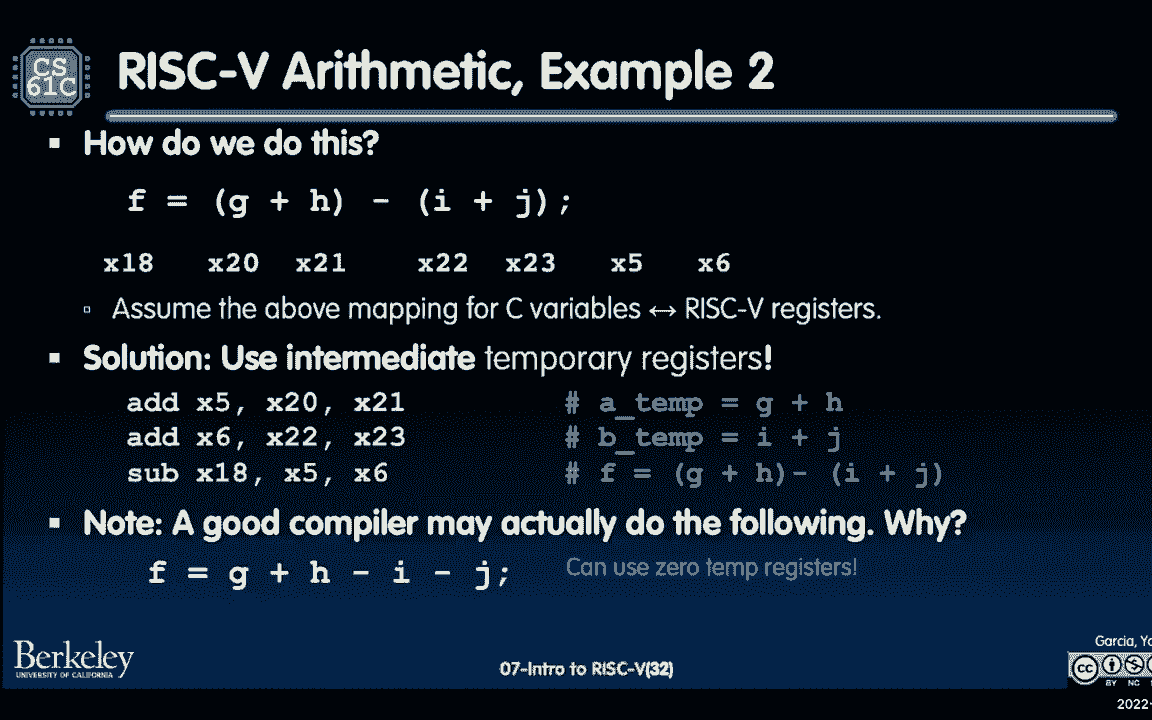 CS
61C
RISC-V Arithmetic, Example 2
▪ How do we do this?
f = (g + h) - (i + j);
x18 x20 x21 x22 x23 x5 x6
▫ Assume the above mapping for C variables ↔ RISC-V registers.
▪ Solution: Use intermediate temporary registers!
add x5, x20, x21 # a_temp = g + h
add x6, x22, x23 # b_temp = i + j
sub x18, x5, x6 # f = (g + h)- (i + j)
▪ Note: A good compiler may actually do the following. Why?
f = g + h - i - j; Can use zero temp registers!
Berkeley
UNIVERSITY OF CALIFORNIA
07-Intro to RISC-V(32)
Garcia,
cc
BY NC
2022-